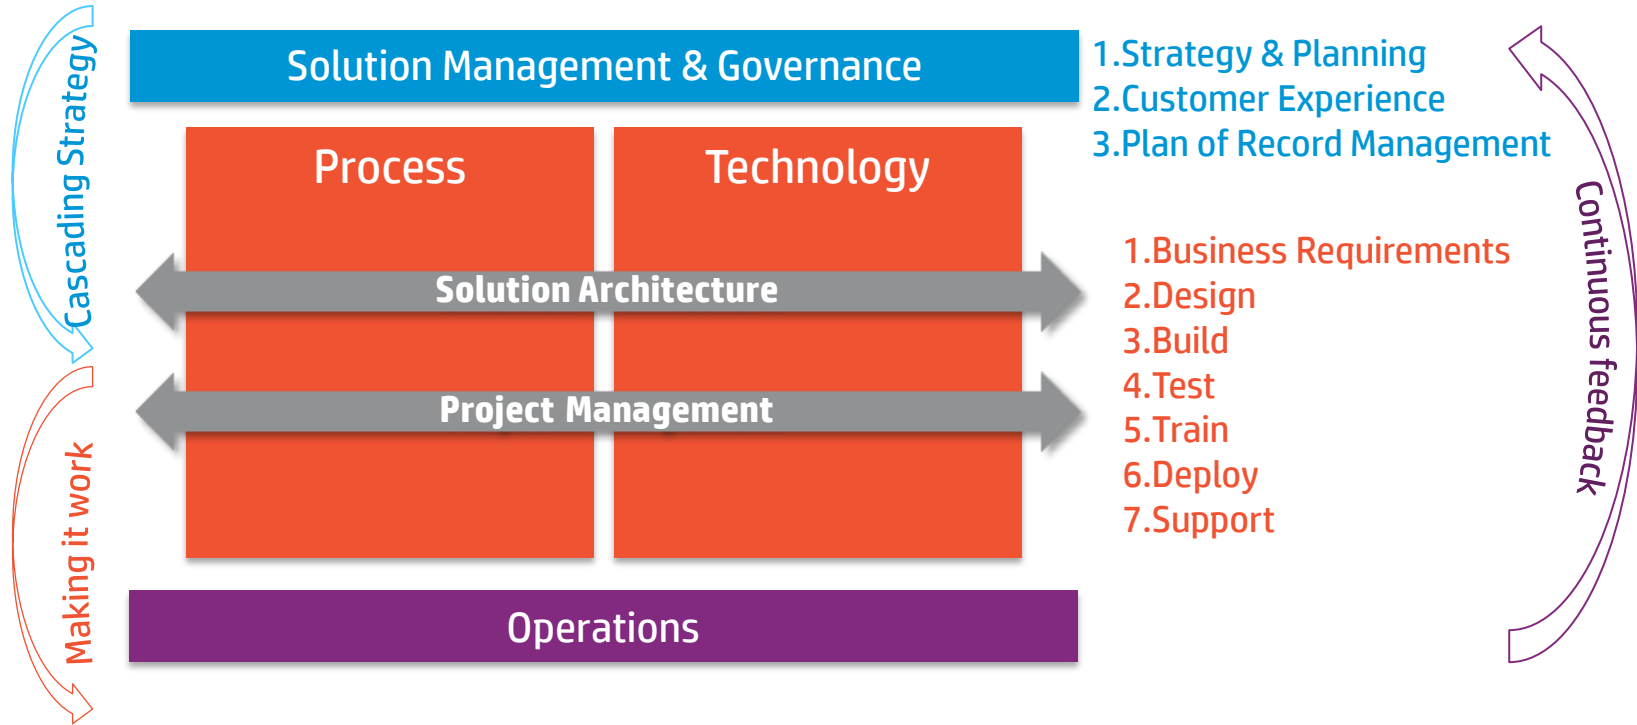 Cascading Strategy
Solution Management & Governance
1.Strategy & Planning
2.Customer Experience
3.Plan of Record Management
Process
Technology
Solution Architecture
Project Management
1.Business Requirements
2.Design
3.Build
4.Test
5.Train
6.Deploy
7.Support
Continuous feedback
Making it work
Operations